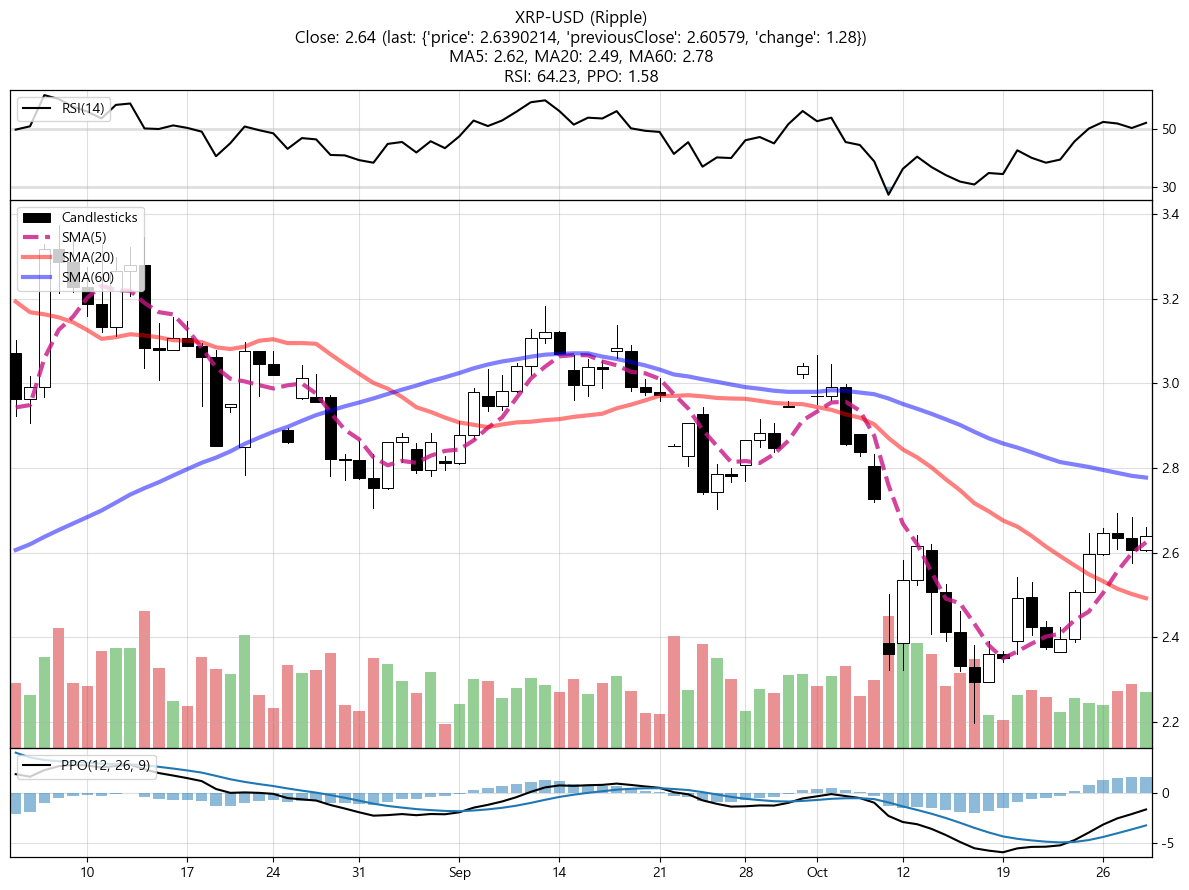 XRP-USD (Ripple)
Close: 2.64 (last: {'price': 2.6390214, 'previousClose': 2.60579, 'change': 1.28})
MA5: 2.62, MA20: 2.49, MA60: 2.78
RSI: 64.23, PPO: 1.58
RSI(14)
50
30
Candlesticks
SMA(5)
SMA(20)
SMA(60)
3.4
3.2
3.0
2.8
2.6
2.4
2.2
PPO(12, 26, 9)
0
-5
10 17 24 31 Sep 14 21 28 Oct 12 19 26